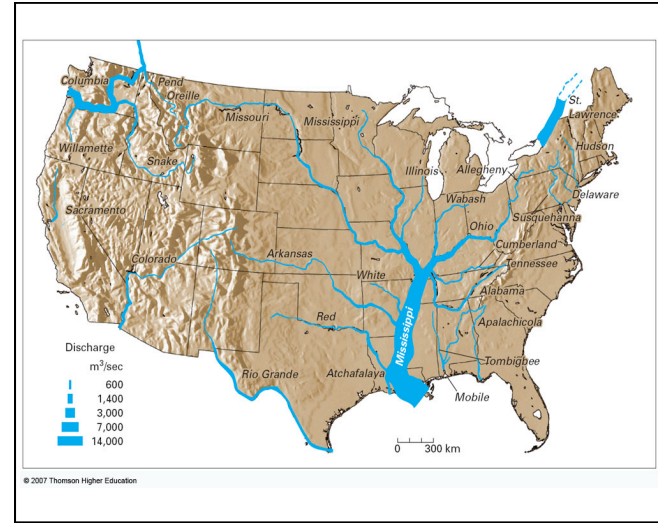 Columbia
Pend
Oreille
Missouri
Mississippi
St.
Lawrence
Willamette
Snake
Illinois
Allegheny
Hudson
Wabash
Delaware
Sacramento
Ohio
Susquehanna
Colorado
Arkansas
Cumberland
White
Tennessee
Alabama
Red
Mississippi
Apalachicola
Discharge
m³/sec
Rio Grande
Atchafalaya
Tombigbee
600
1,400
Mobile
3,000
7,000
14,000
0 300 km
© 2007 Thomson Higher Education